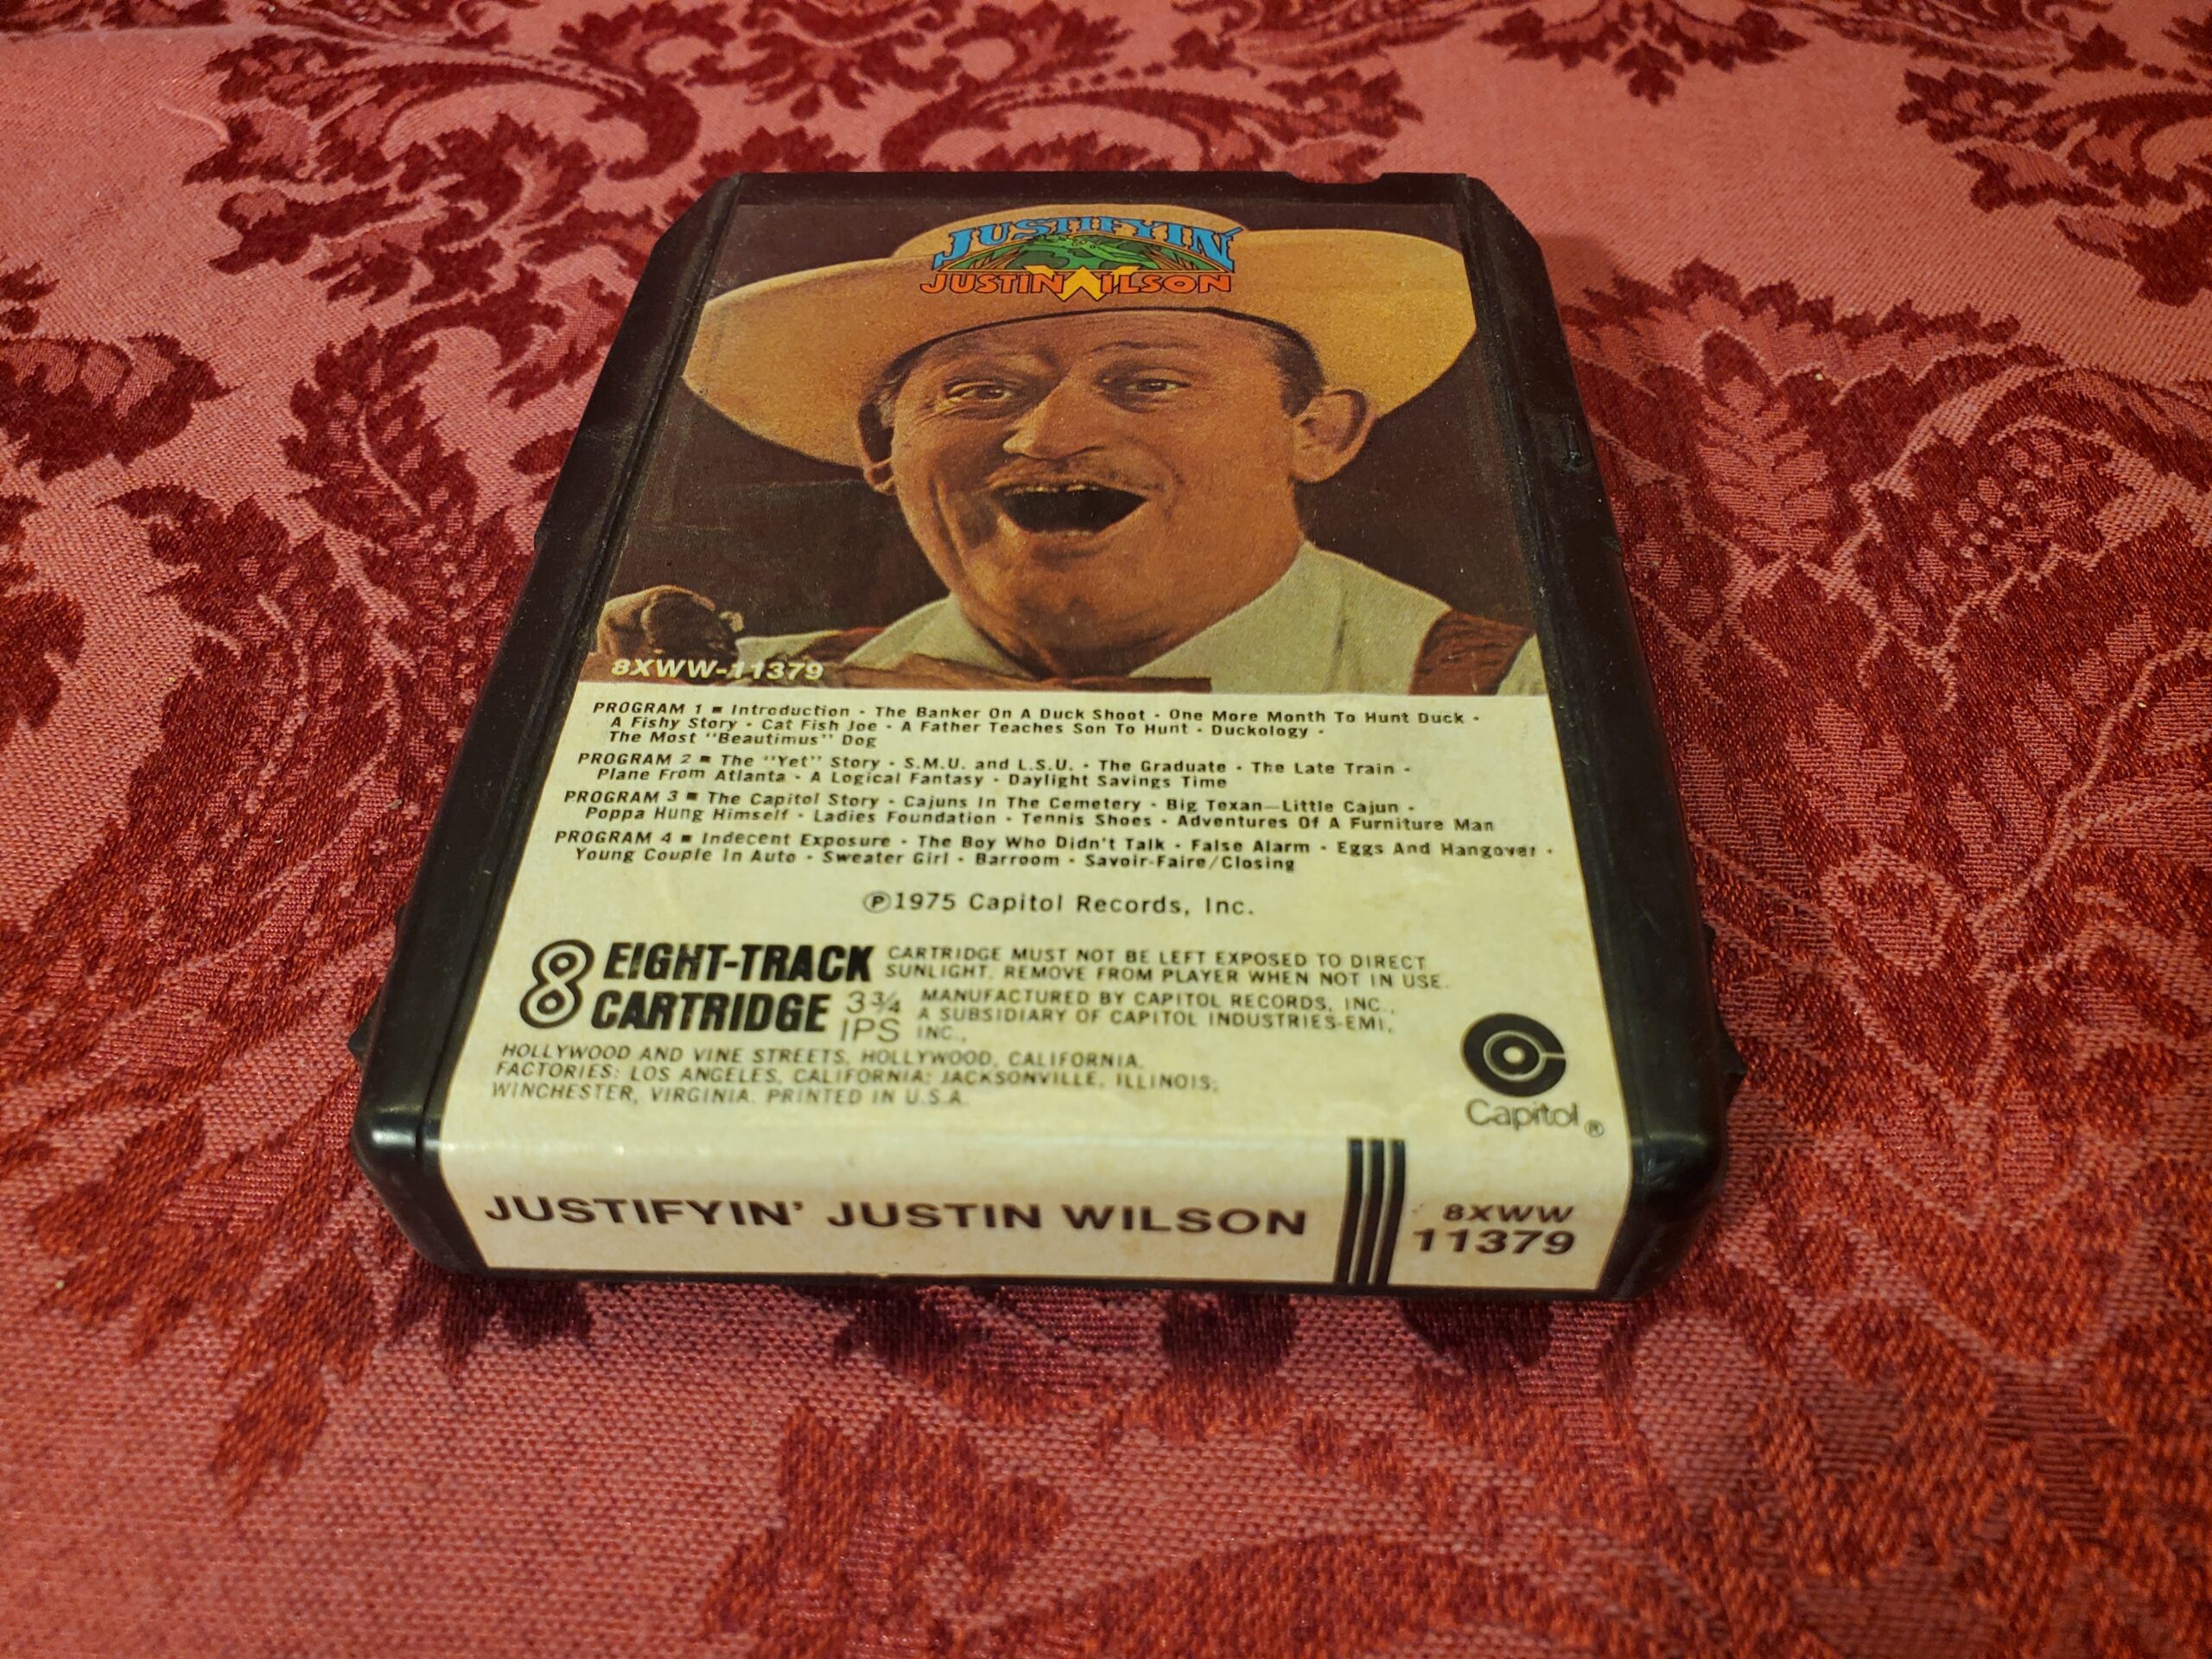 JUSTIFYIN'
JUSTIN WILSON
8XWW-11379
PROGRAM 1 ■ Introduction • The Banker On A Duck Shoot • One More Month To Hunt Duck •
A Fishy Story • Cat Fish Joe • A Father Teaches Son To Hunt • Duckology •
The Most "Beautimus" Dog
PROGRAM 2 ■ The "Yet" Story • S.M.U. and L.S.U. • The Graduate • The Late Train •
Plane From Atlanta • A Logical Fantasy • Daylight Savings Time
PROGRAM 3 ■ The Capitol Story • Cajuns In The Cemetery • Big Texan—Little Cajun •
Poppa Hung Himself • Ladies Foundation • Tennis Shoes • Adventures Of A Furniture Man
PROGRAM 4 ■ Indecent Exposure • The Boy Who Didn't Talk • False Alarm • Eggs And Hangover •
Young Couple In Auto • Sweater Girl • Barroom • Savoir-Faire/Closing
Ⓟ1975 Capitol Records, Inc.
8 EIGHT-TRACK
CARTRIDGE 3¾
IPS
CARTRIDGE MUST NOT BE LEFT EXPOSED TO DIRECT
SUNLIGHT. REMOVE FROM PLAYER WHEN NOT IN USE.
MANUFACTURED BY CAPITOL RECORDS, INC.,
A SUBSIDIARY OF CAPITOL INDUSTRIES-EMI,
INC.,
HOLLYWOOD AND VINE STREETS, HOLLYWOOD, CALIFORNIA.
FACTORIES: LOS ANGELES, CALIFORNIA; JACKSONVILLE, ILLINOIS;
WINCHESTER, VIRGINIA. PRINTED IN U.S.A.
Capitol®
JUSTIFYIN' JUSTIN WILSON
8XWW
11379